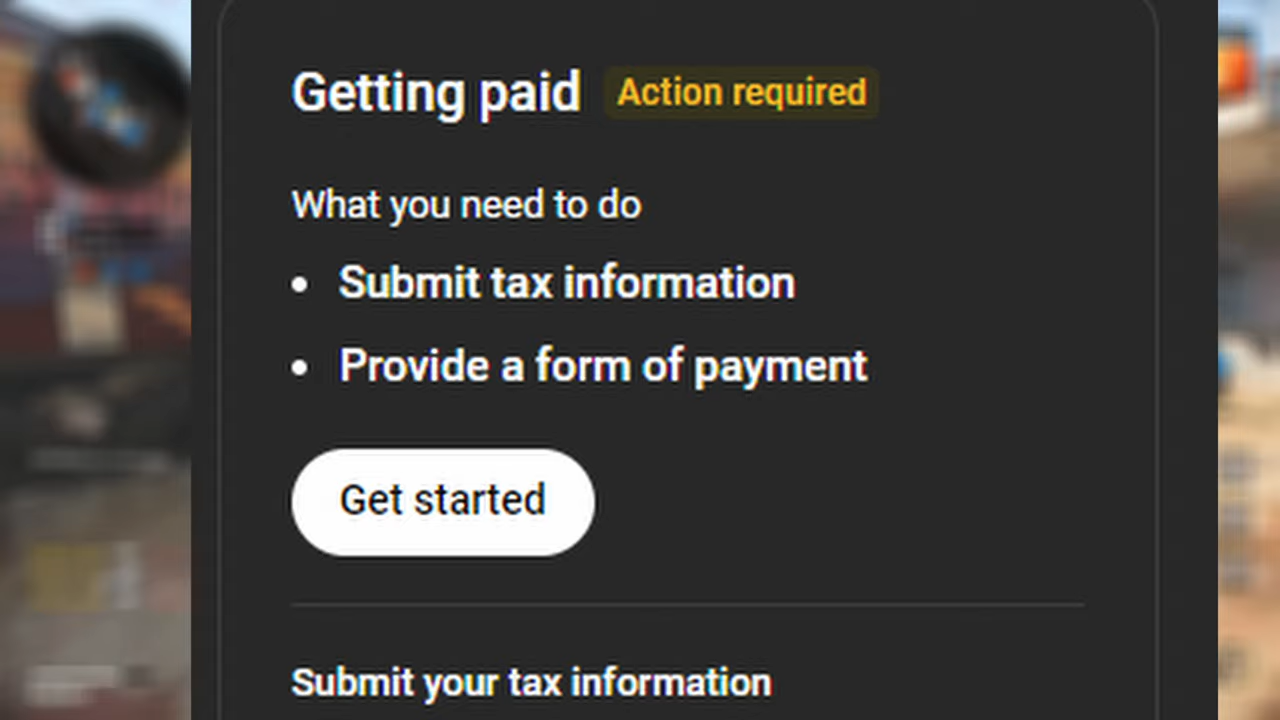 Getting paid Action required
What you need to do
• Submit tax information
• Provide a form of payment
Get started
Submit your tax information